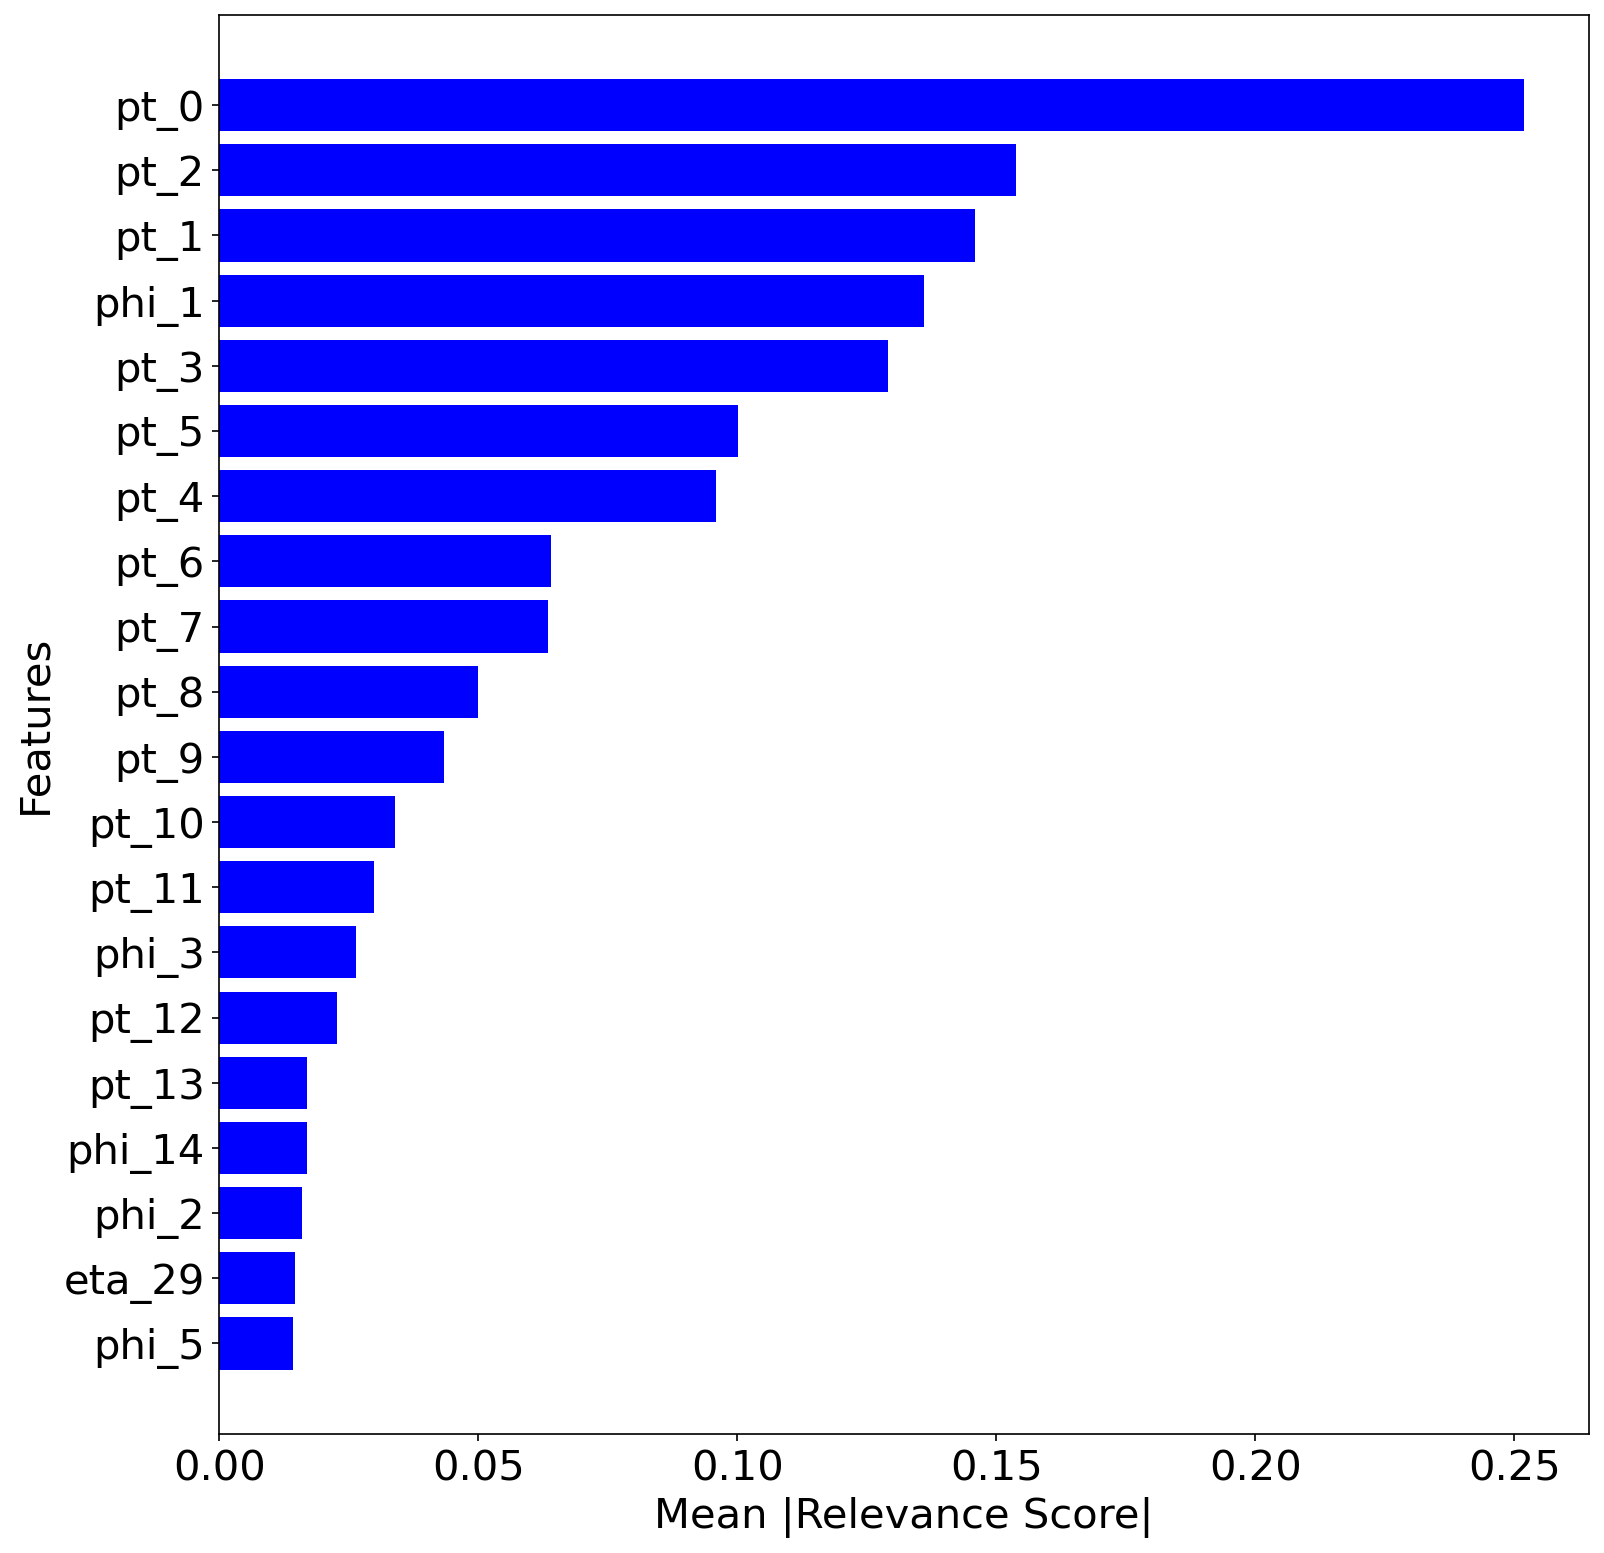 pt_0
pt_2
pt_1
phi_1
pt_3
pt_5
pt_4
pt_6
pt_7
pt_8
pt_9
pt_10
pt_11
phi_3
pt_12
pt_13
phi_14
phi_2
eta_29
phi_5
Features
0.00 0.05 0.10 0.15 0.20 0.25
Mean |Relevance Score|